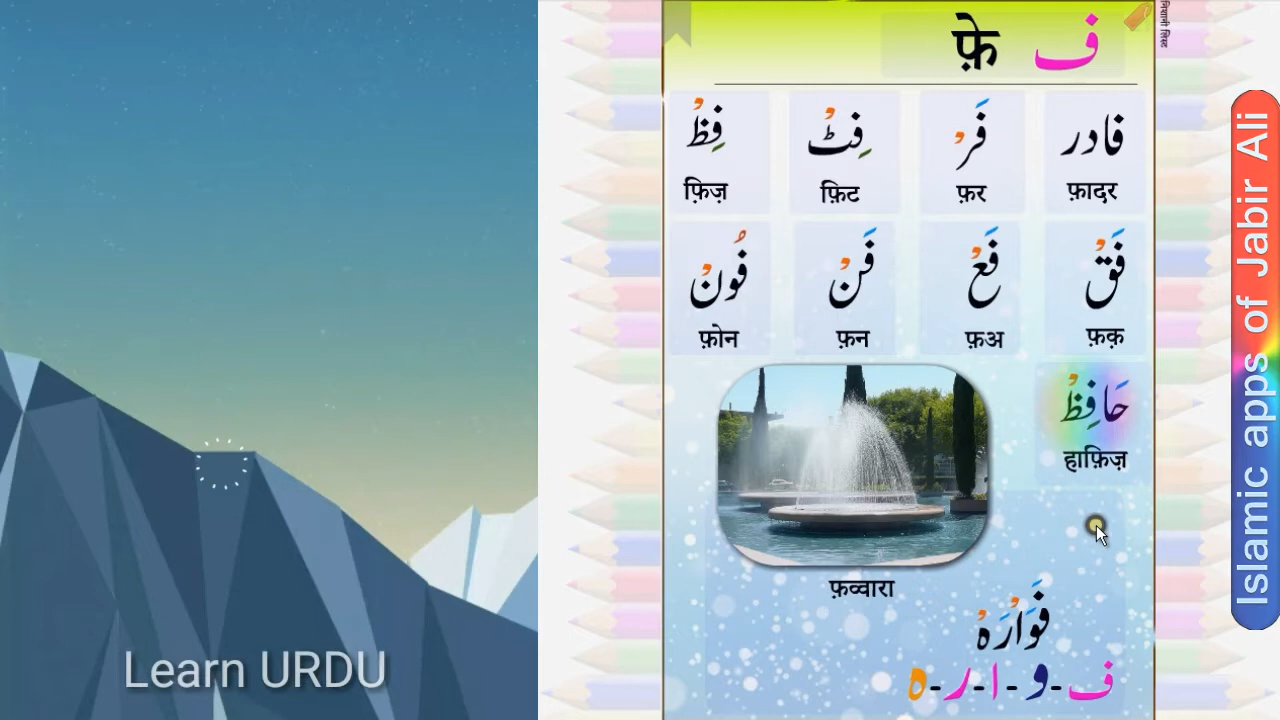 ف फ़े
निशानी लिस्ट
فادر فَرْ فِٹْ فِظْ
फ़ादर फ़र फ़िट फ़िज़
فَقْ فَعْ فَنْ فُونْ
फ़क़ फ़अ फ़न फ़ोन
حَافِظْ
हाफ़िज़
फ़व्वारा
فَوَارَہْ
ف-و-ا-ر-ہ
Learn URDU
Islamic apps of Jabir Ali